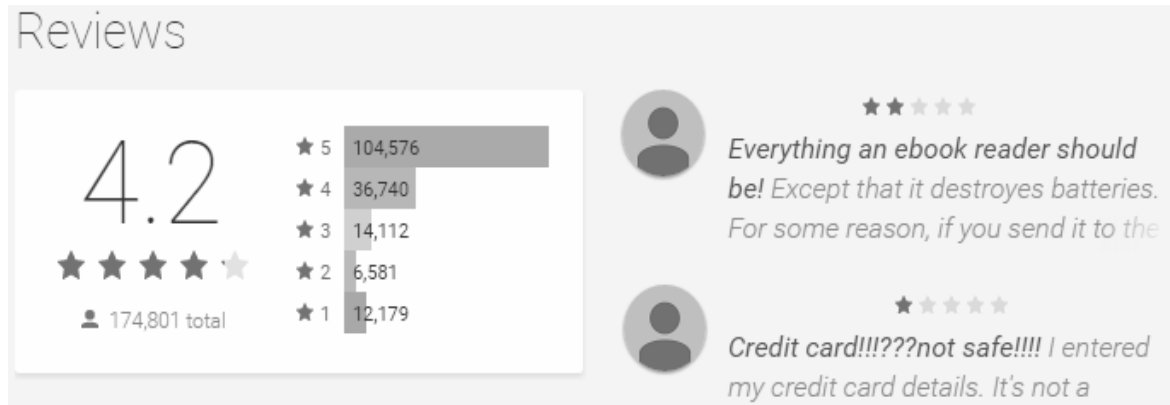 Reviews
4.2
174,801 total
5 104,576
4 36,740
3 14,112
2 6,581
1 12,179
Everything an ebook reader should
be! Except that it destroyes batteries.
For some reason, if you send it to the
Credit card!!!???not safe!!!! I entered
my credit card details. It's not a